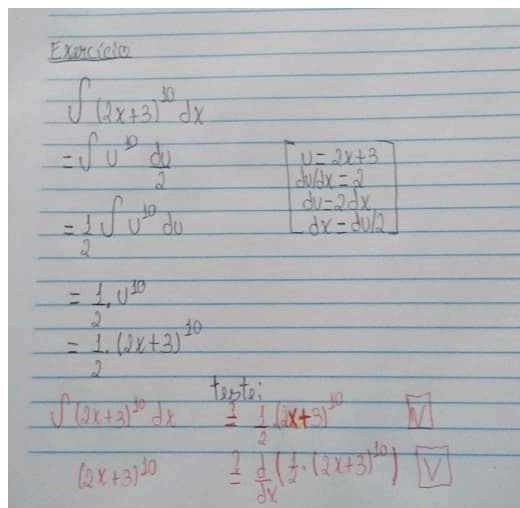 Exercício
∫ (2x+3)^10 dx
= ∫ u^10 du/2
u = 2x+3
du/dx = 2
du = 2dx
dx = du/2
= 1/2 ∫ u^10 du
= 1/2 . u^10
= 1/2 . (2x+3)^10
teste:
∫ (2x+3)^10 dx ?= 1/2 (2x+3)^10 V
(2x+3)^10 ?= d/dx (1/2 . (2x+3)^10) V